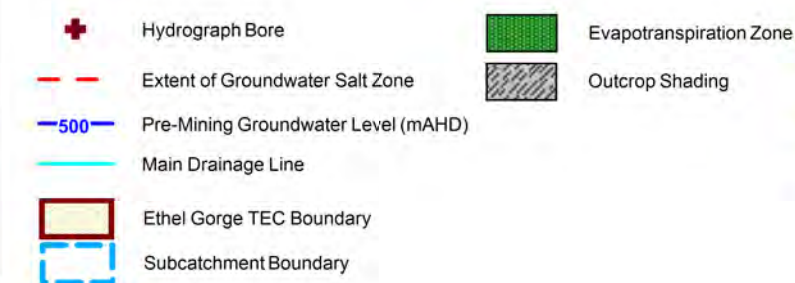 Hydrograph Bore
Extent of Groundwater Salt Zone
500
Pre-Mining Groundwater Level (mAHD)
Main Drainage Line
Ethel Gorge TEC Boundary
Subcatchment Boundary
Evapotranspiration Zone
Outcrop Shading